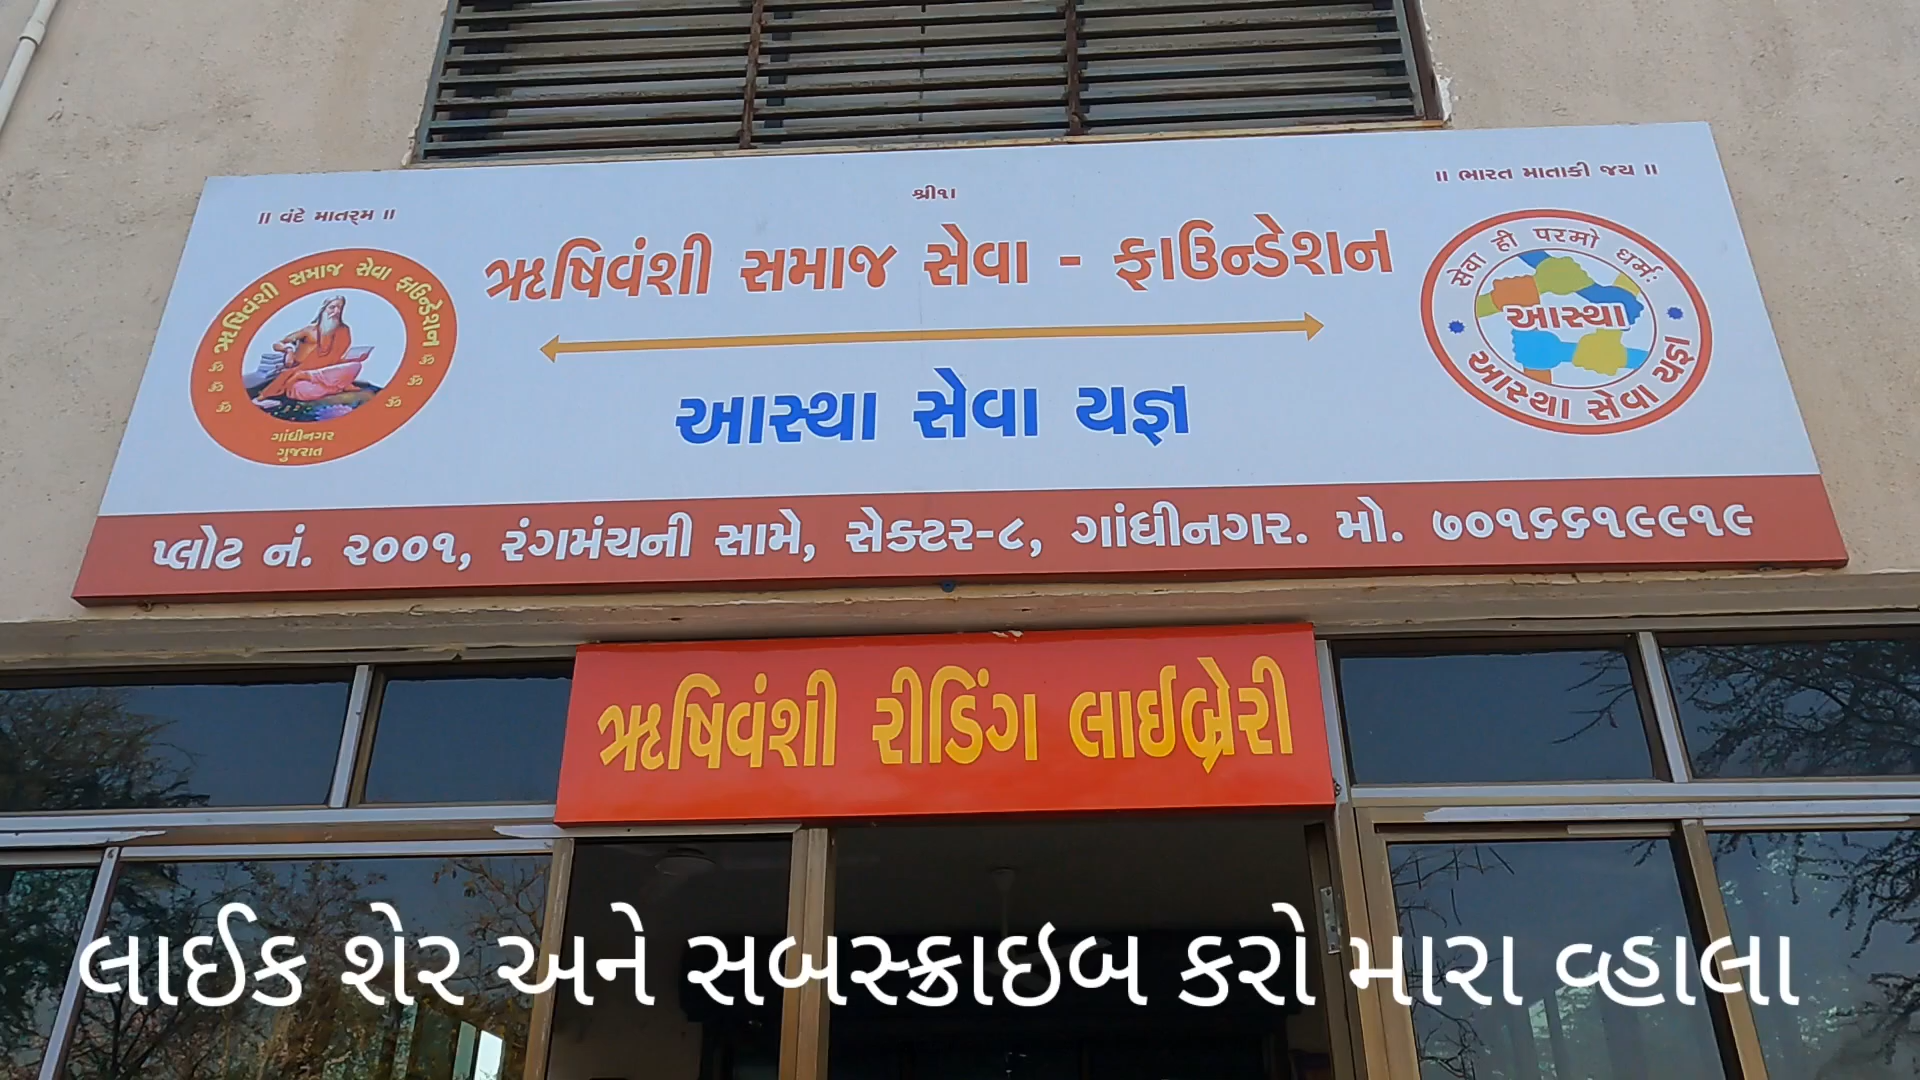 ॥ વંદે માતર્મ ॥
શ્રી૧ા
॥ ભારત માતાકી જય ॥
ઋષિવંશી સમાજ સેવા - ફાઉન્ડેશન
આસ્થા સેવા યજ્ઞ
ઋષિવંશી સમાજ સેવા ફાઉન્ડેશન
ૐ ૐ ૐ ૐ ૐ ૐ
ગાંધીનગર
ગુજરાત
સેવા હી પરમો ધર્મઃ
આસ્થા
આસ્થા સેવા યજ્ઞ
પ્લોટ નં. ૨૦૦૧, રંગમંચની સામે, સેક્ટર-૮, ગાંધીનગર. મો. ૭૦૧૬૬૧૯૯૧૯
ઋષિવંશી રીડિંગ લાઈબ્રેરી
લાઈક શેર અને સબસ્ક્રાઇબ કરો મારા વ્હાલા